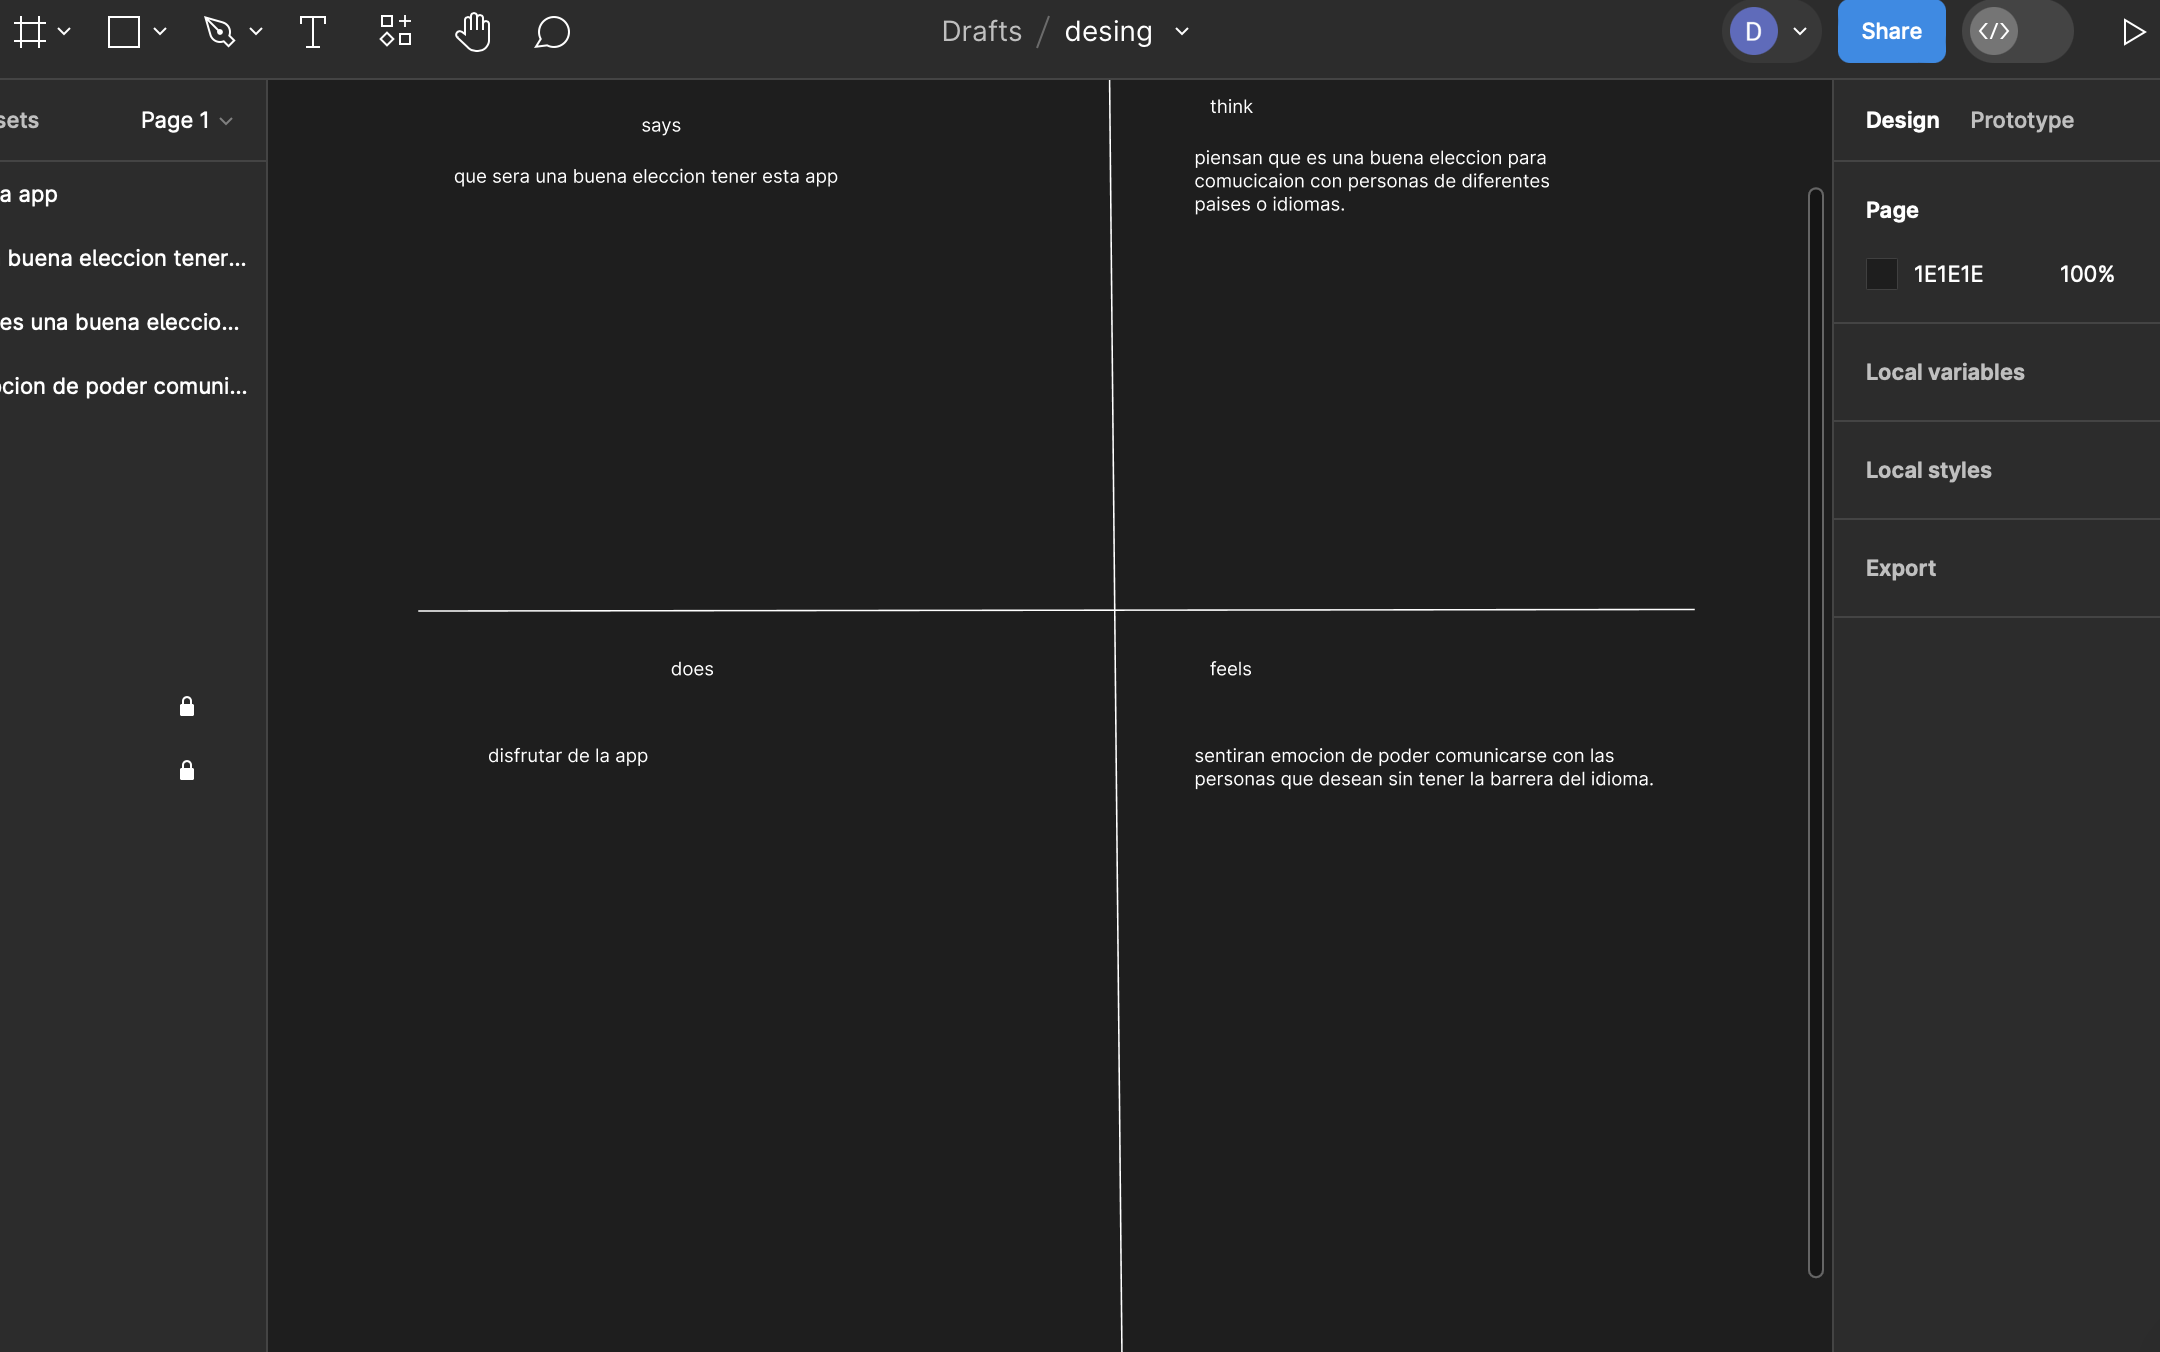 Drafts / desing
D
Share
sets
Page 1
Design
Prototype
a app
buena eleccion tener...
es una buena eleccio...
ocion de poder comuni...
says
que sera una buena eleccion tener esta app
think
piensan que es una buena eleccion para
comucicaion con personas de diferentes
paises o idiomas.
does
disfrutar de la app
feels
sentiran emocion de poder comunicarse con las
personas que desean sin tener la barrera del idioma.
Page
1E1E1E
100%
Local variables
Local styles
Export